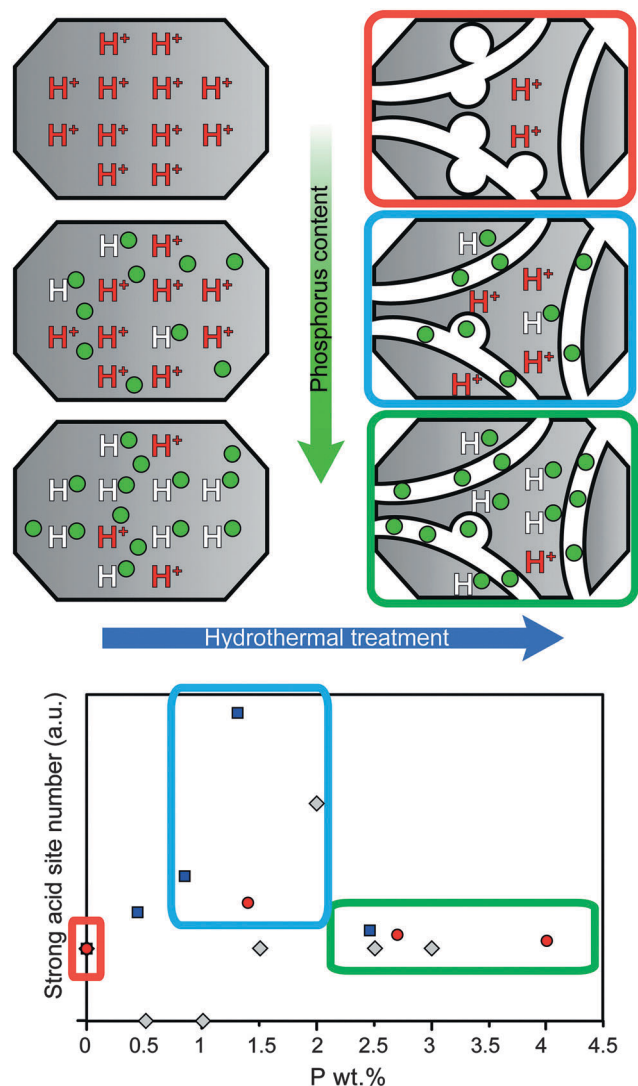 H⁺ H⁺
H⁺ H⁺ H⁺ H⁺
H⁺ H⁺ H⁺ H⁺
H⁺ H⁺
H⁺
H⁺
Phosphorus content
H H⁺
H H⁺ H⁺ H⁺
H⁺ H⁺ H H⁺
H⁺ H⁺
H
H⁺
H⁺
H
H⁺
H⁺
H H⁺
H H H H
H H⁺ H H
H H⁺
H
H
H
H
H⁺
H
Hydrothermal treatment
Strong acid site number (a.u.)
0 0.5 1 1.5 2 2.5 3 3.5 4 4.5
P wt.%